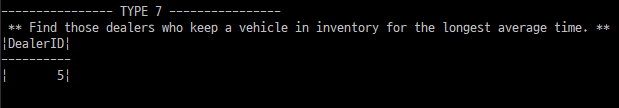 ---------------- TYPE 7 ----------------
** Find those dealers who keep a vehicle in inventory for the longest average time. **
¦DealerID¦
----------
¦       5¦